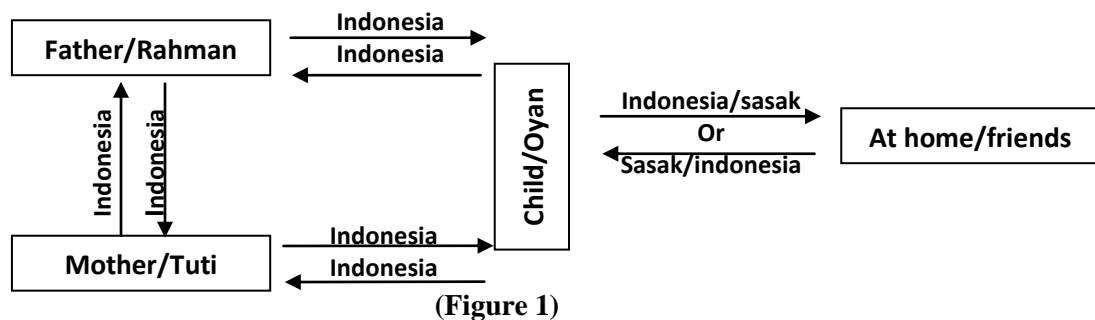 Indonesia
Father/Rahman
Indonesia
Indonesia
Indonesia
Child/Oyan
Indonesia/sasak
Or
Sasak/indonesia
At home/friends
Mother/Tuti
Indonesia
Indonesia
(Figure 1)